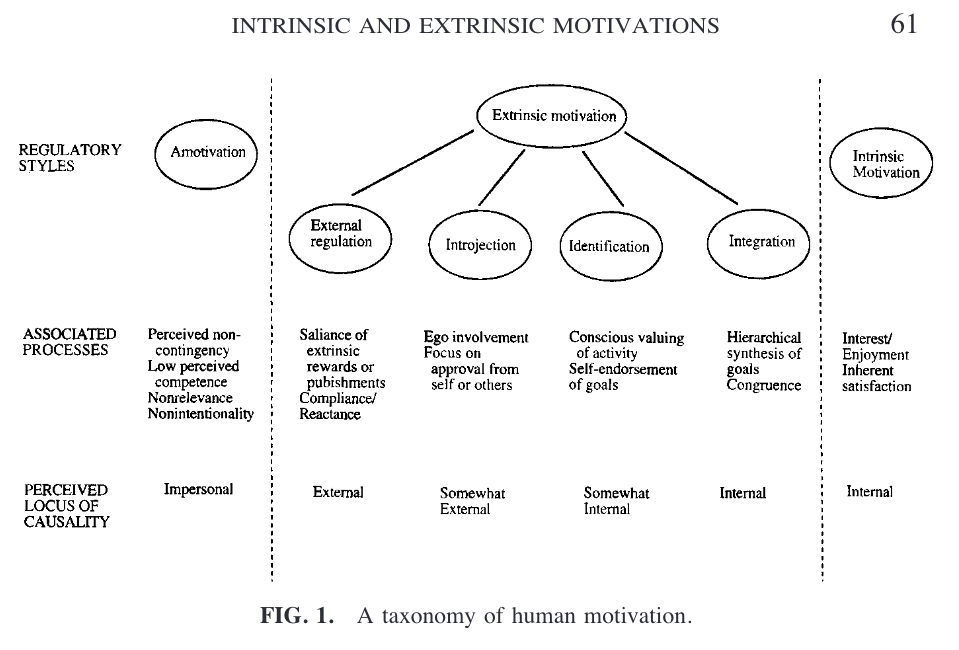 INTRINSIC AND EXTRINSIC MOTIVATIONS 61
REGULATORY
STYLES
Amotivation
Extrinsic motivation
Intrinsic
Motivation
External
regulation
Introjection
Identification
Integration
ASSOCIATED
PROCESSES
Perceived non-
contingency
Low perceived
competence
Nonrelevance
Nonintentionality
Saliance of
extrinsic
rewards or
pubishments
Compliance/
Reactance
Ego involvement
Focus on
approval from
self or others
Conscious valuing
of activity
Self-endorsement
of goals
Hierarchical
synthesis of
goals
Congruence
Interest/
Enjoyment
Inherent
satisfaction
PERCEIVED
LOCUS OF
CAUSALITY
Impersonal
External
Somewhat
External
Somewhat
Internal
Internal
Internal
FIG. 1. A taxonomy of human motivation.